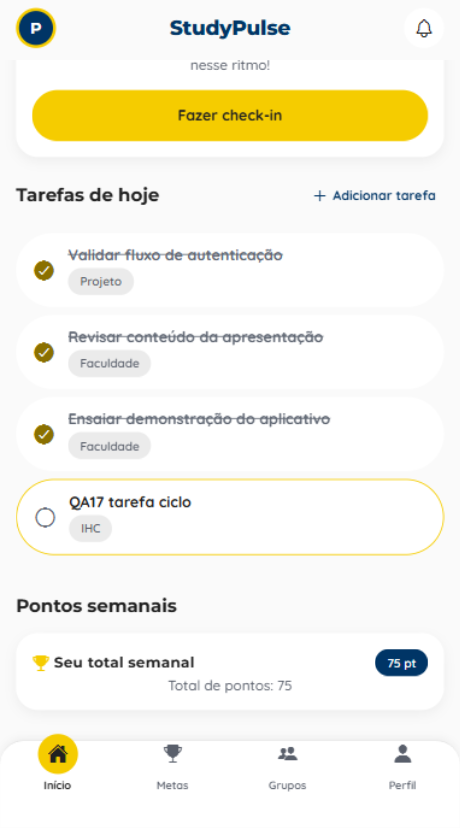 P
StudyPulse
nesse ritmo!
Fazer check-in
Tarefas de hoje
+ Adicionar tarefa
Validar fluxo de autenticação
Projeto
Revisar conteúdo da apresentação
Faculdade
Ensaiar demonstração do aplicativo
Faculdade
QA17 tarefa ciclo
IHC
Pontos semanais
Seu total semanal
75 pt
Total de pontos: 75
Início
Metas
Grupos
Perfil